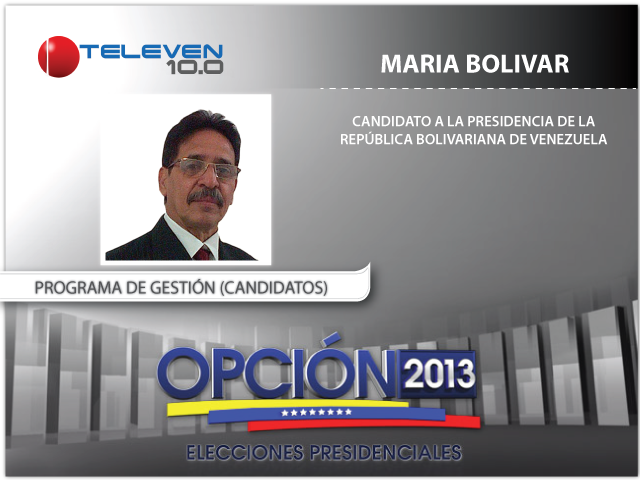 TELEVEN
10.0
MARIA BOLIVAR
CANDIDATO A LA PRESIDENCIA DE LA
REPÚBLICA BOLIVARIANA DE VENEZUELA
PROGRAMA DE GESTIÓN (CANDIDATOS)
OPCIÓN 2013
ELECCIONES PRESIDENCIALES